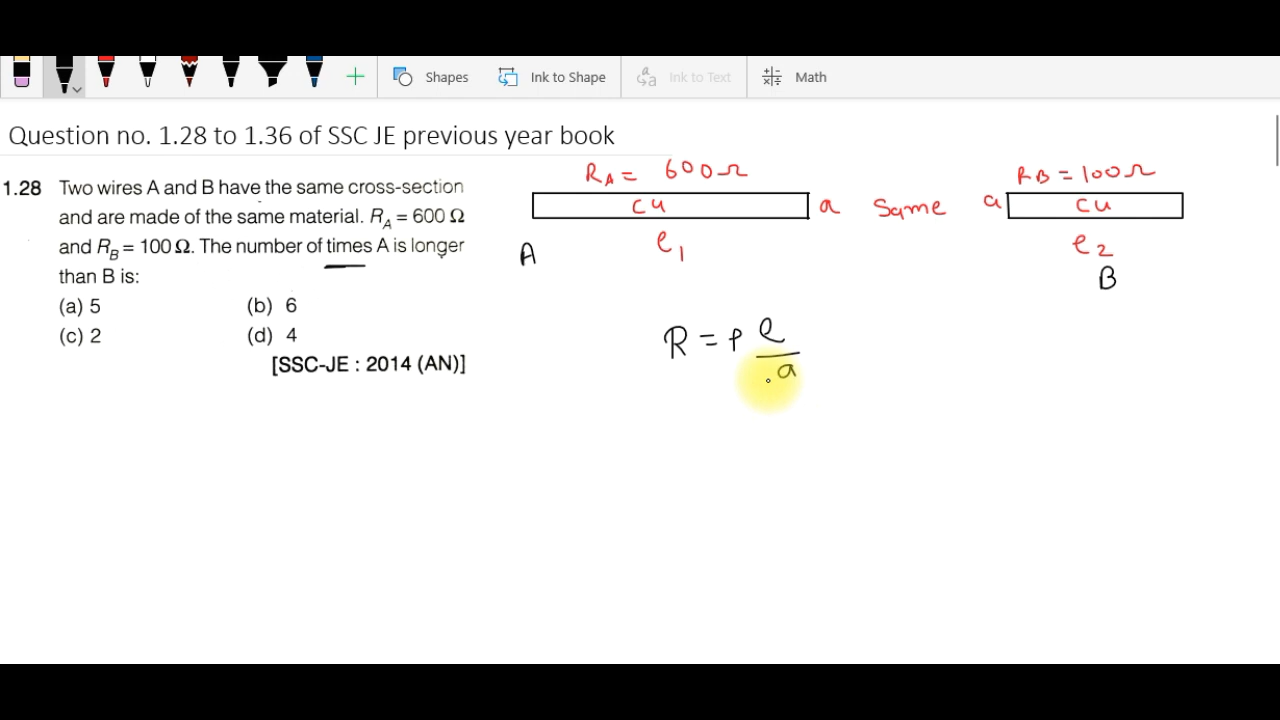 Shapes Ink to Shape Ink to Text Math
Question no. 1.28 to 1.36 of SSC JE previous year book
1.28 Two wires A and B have the same cross-section
and are made of the same material. R_A = 600 Ω
and R_B = 100 Ω. The number of times A is longer
than B is:
(a) 5 (b) 6
(c) 2 (d) 4
[SSC-JE : 2014 (AN)]
R_A = 600Ω
cu a
l_1
A
Same
R_B = 100Ω
a cu
l_2
B
R = ρ l/a